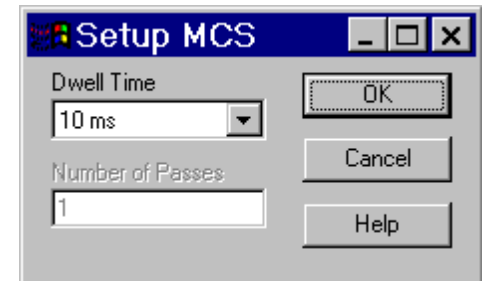 Setup MCS
Dwell Time
10 ms
OK
Number of Passes
Cancel
1
Help